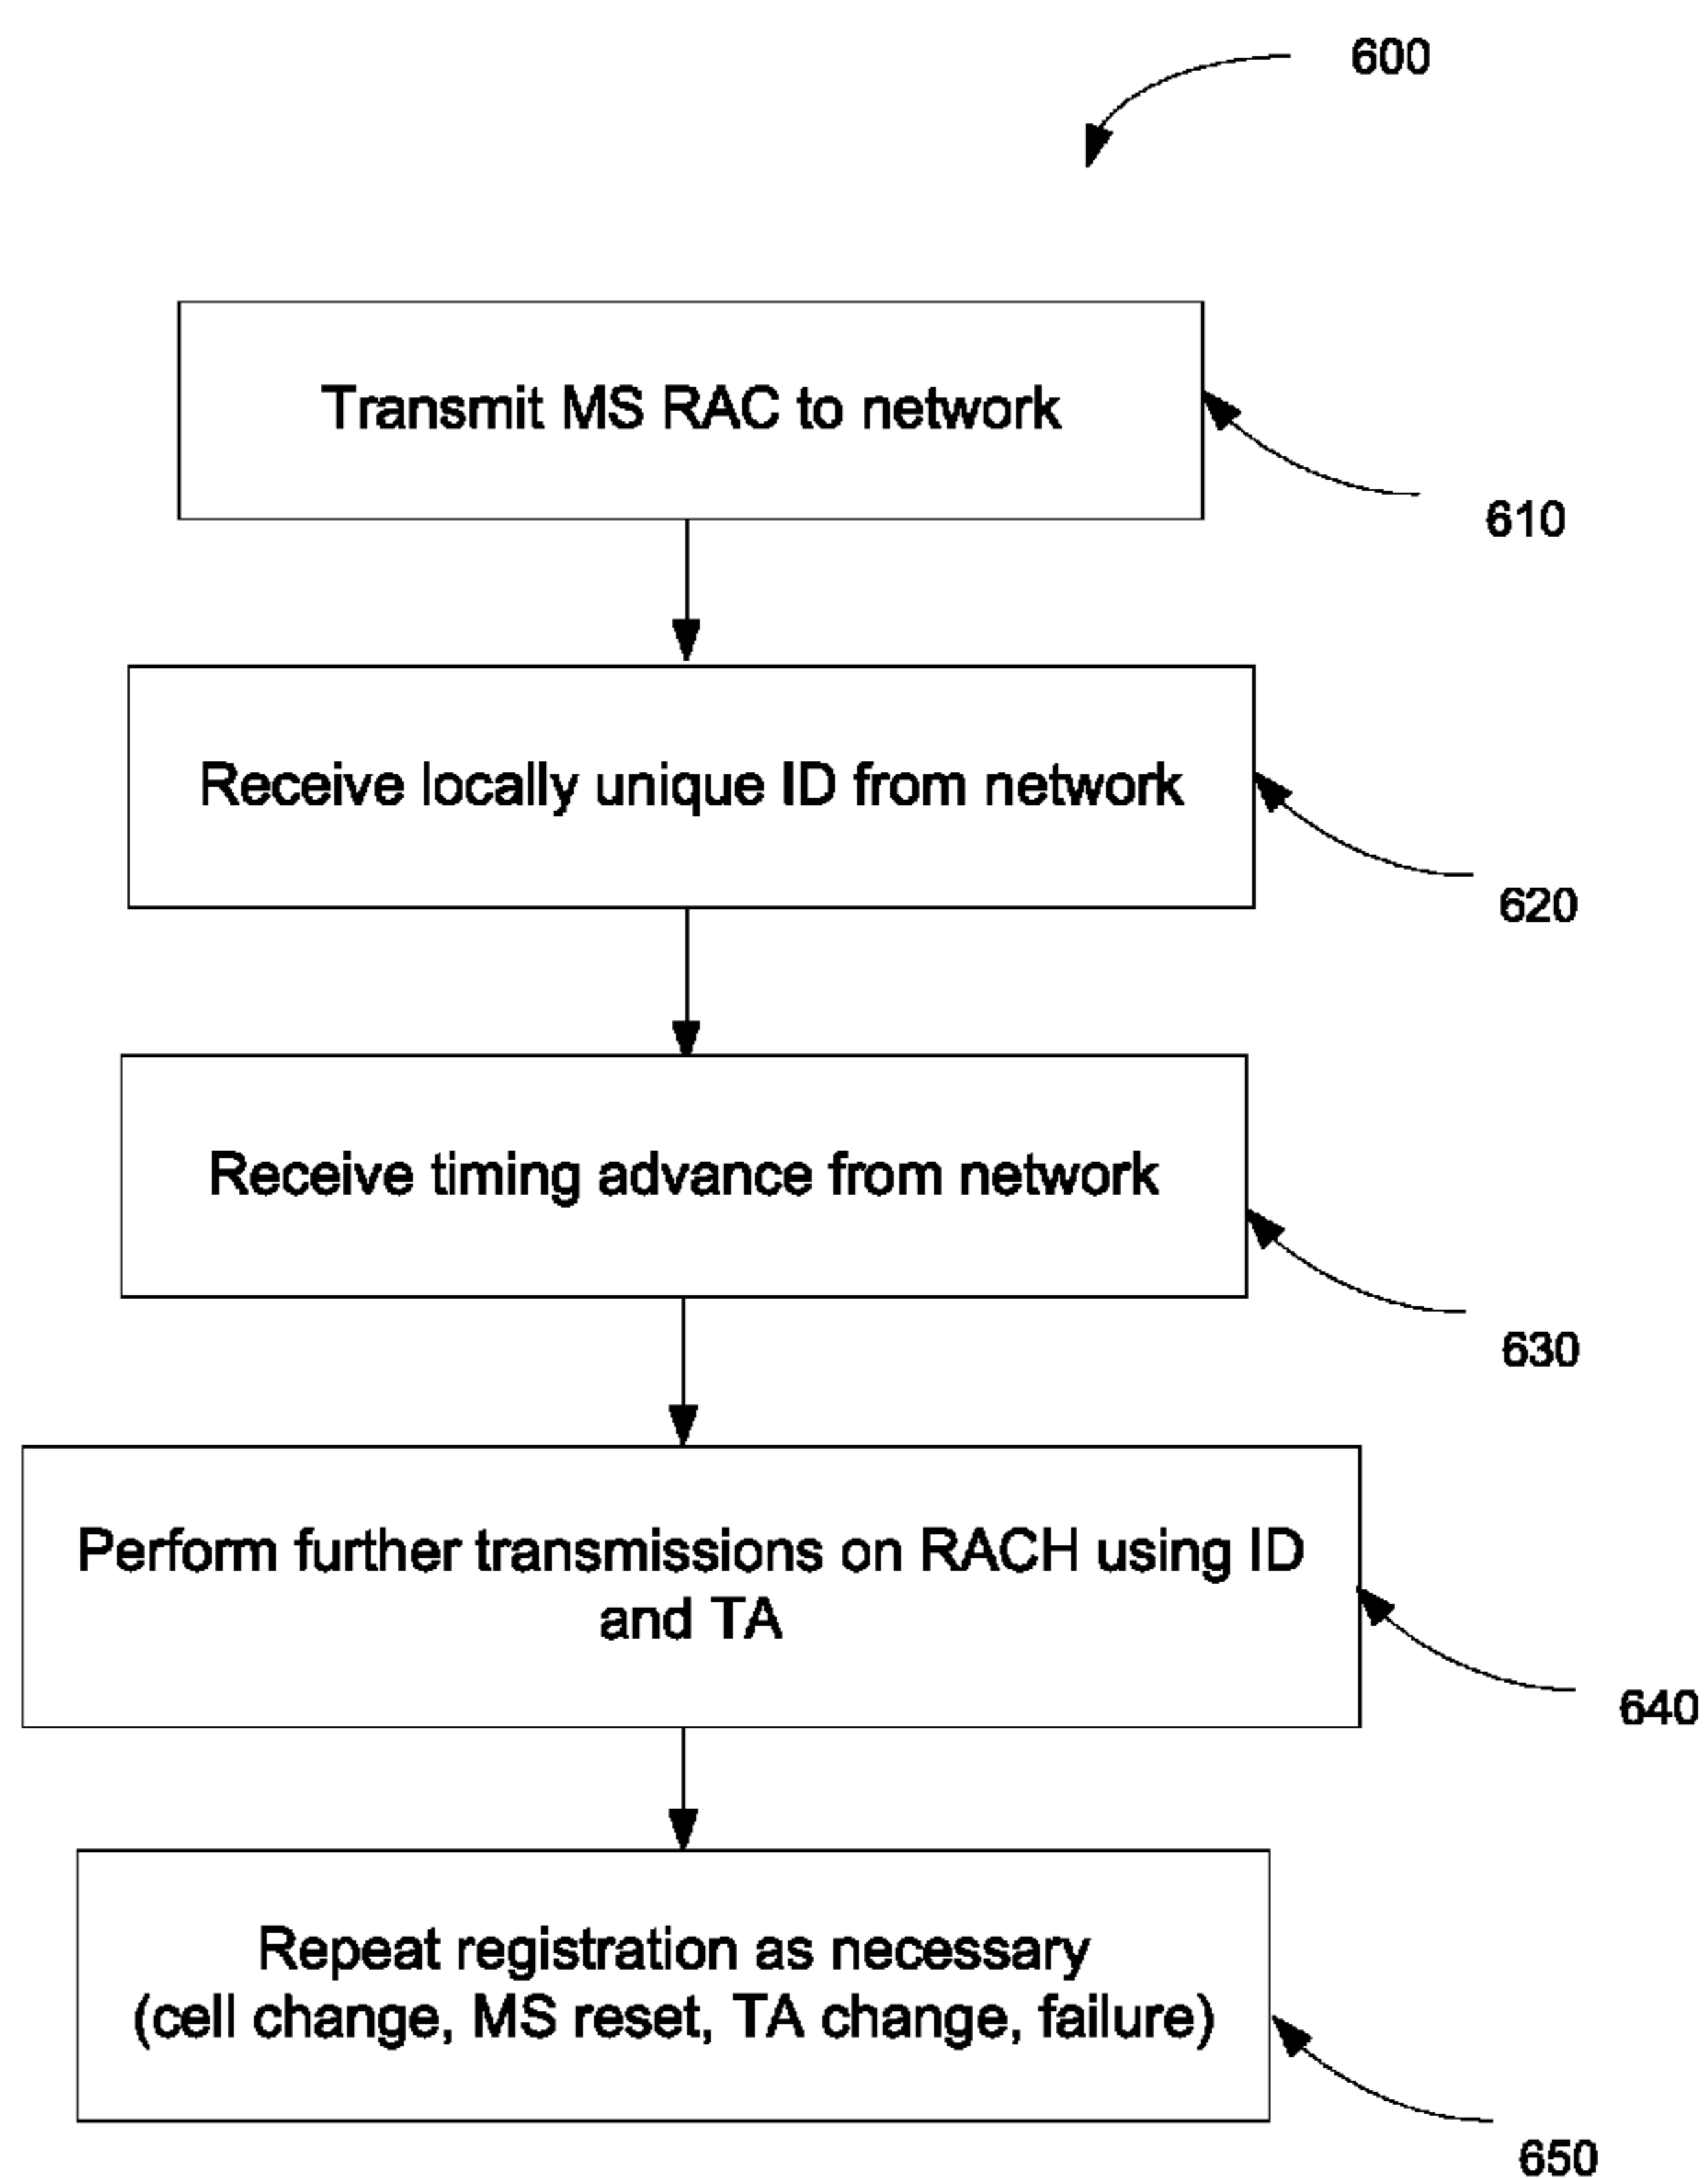 600
Transmit MS RAC to network
610
Receive locally unique ID from network
620
Receive timing advance from network
630
Perform further transmissions on RACH using ID
and TA
640
Repeat registration as necessary
(cell change, MS reset, TA change, failure)
650